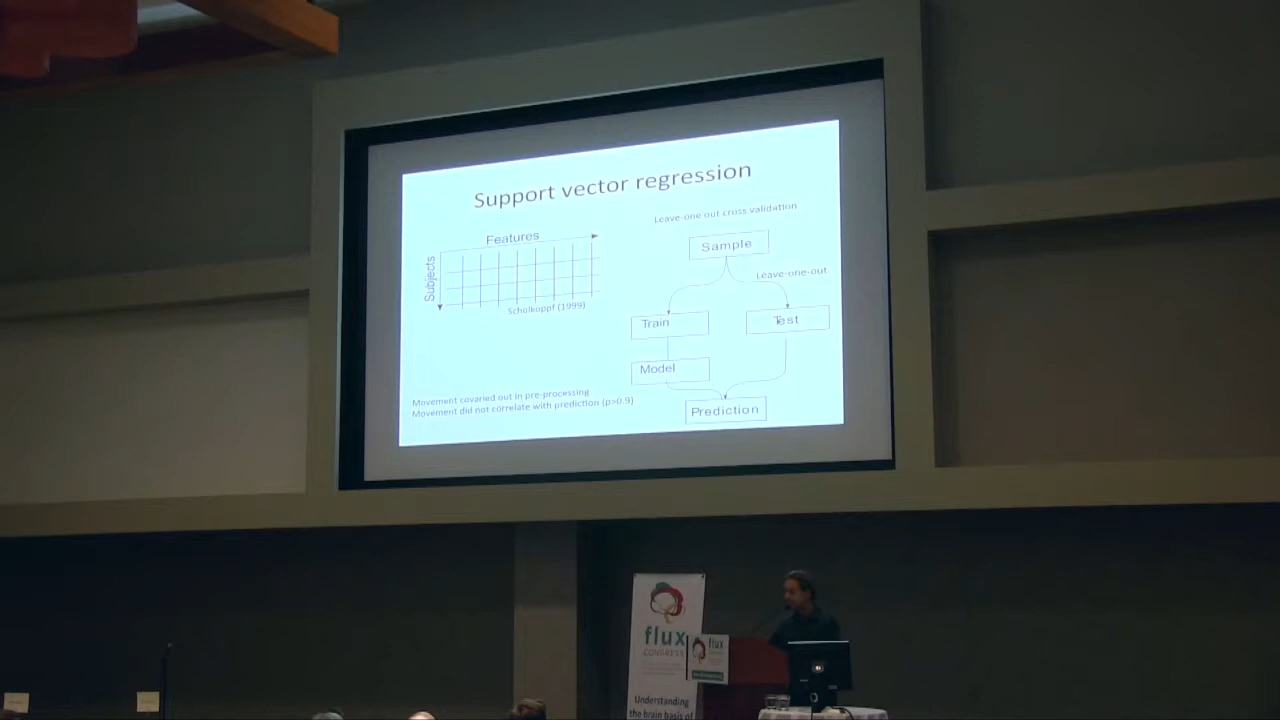 Support vector regression
Features
Subjects
Scholkoppf (1999)
Movement covaried out in pre-processing
Movement did not correlate with prediction (p>0.9)
Leave-one out cross validation
Sample
Leave-one-out
Train
Test
Model
Prediction
flux
CONGRESS
Understanding
the brain basis of
flux